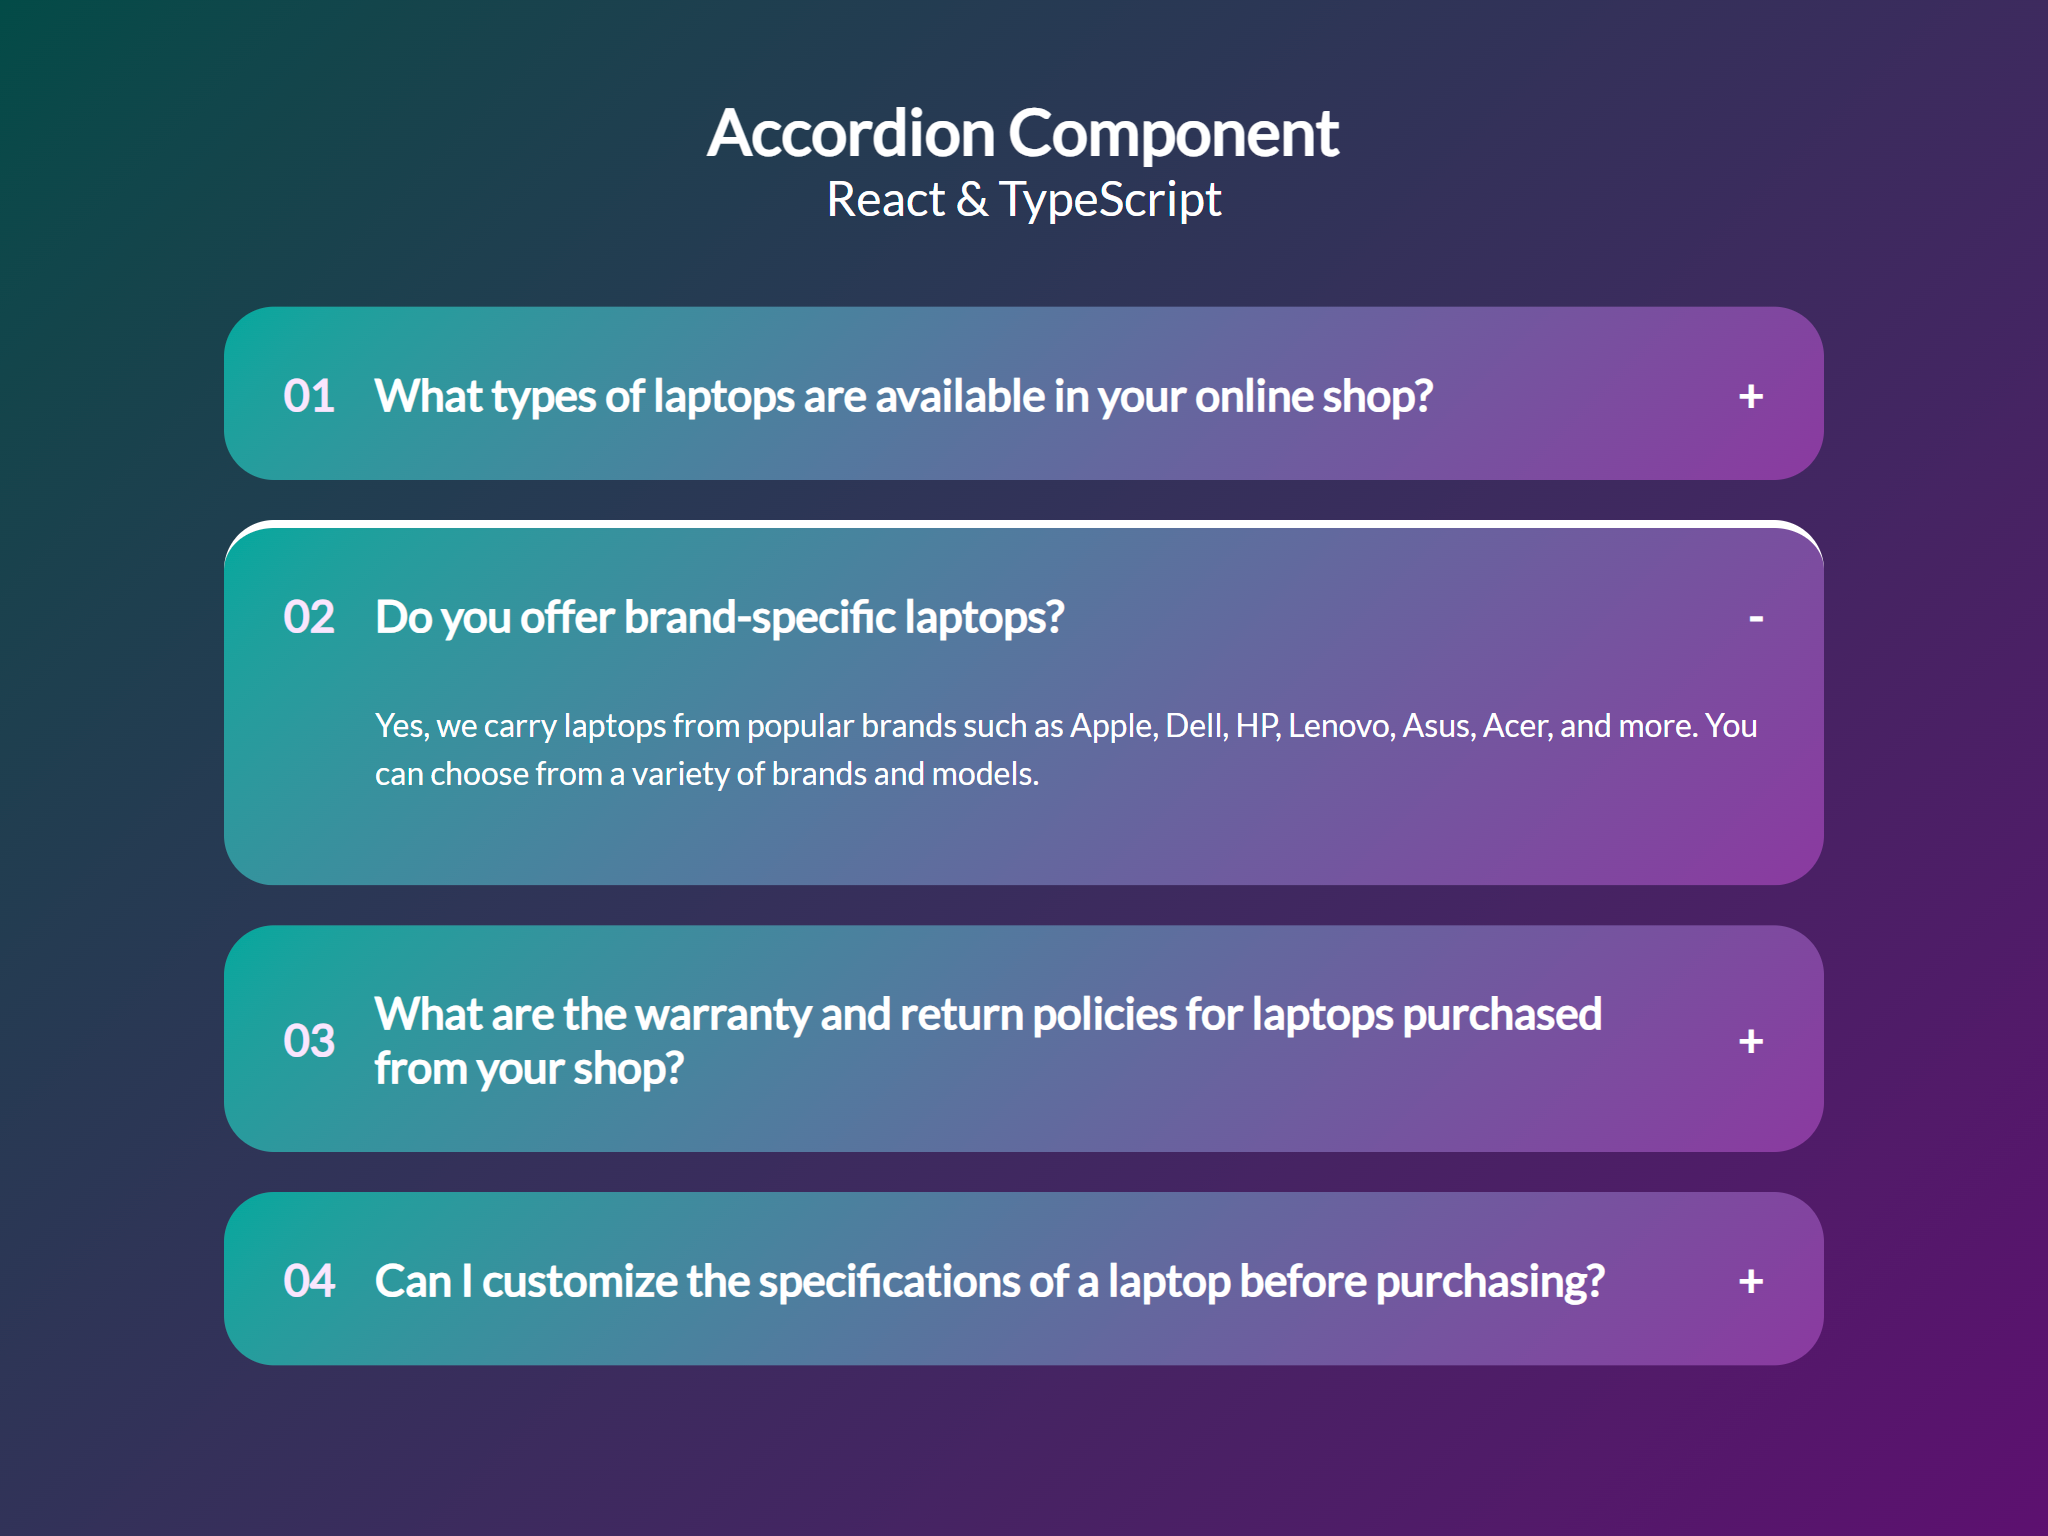 Accordion Component
React & TypeScript
01 What types of laptops are available in your online shop? +
02 Do you offer brand-specific laptops? -
Yes, we carry laptops from popular brands such as Apple, Dell, HP, Lenovo, Asus, Acer, and more. You
can choose from a variety of brands and models.
03 What are the warranty and return policies for laptops purchased
from your shop? +
04 Can I customize the specifications of a laptop before purchasing? +